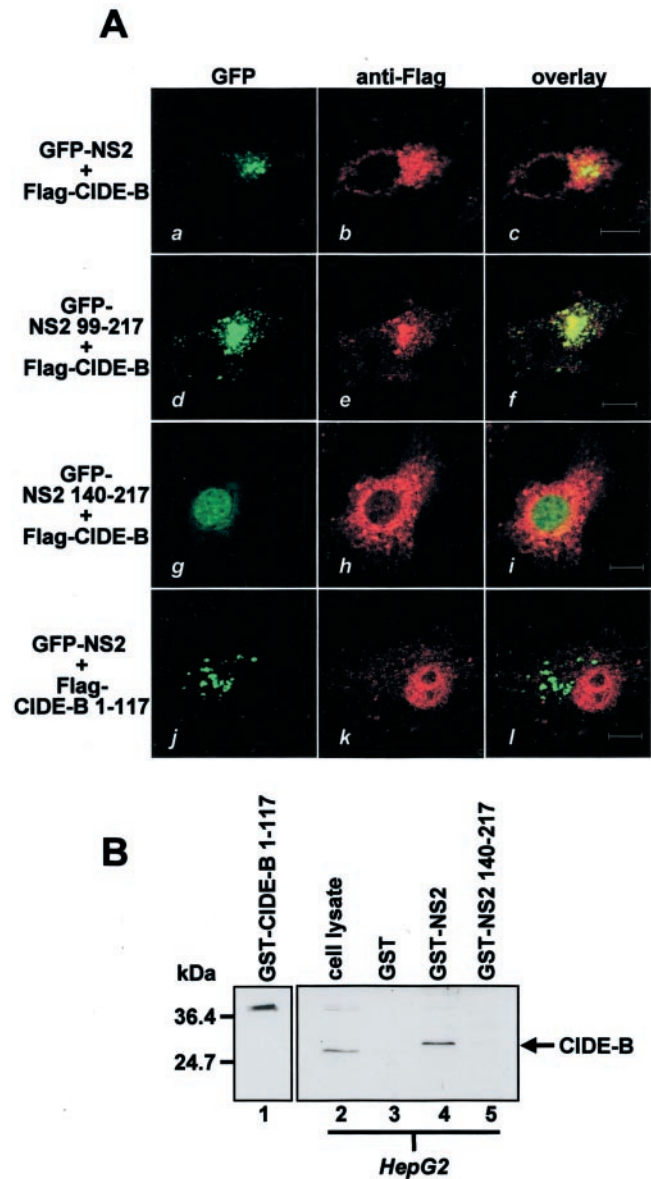 A
GFP anti-Flag overlay
GFP-NS2
+
Flag-CIDE-B
a b c
GFP-
NS2 99-217
+
Flag-CIDE-B
d e f
GFP-
NS2 140-217
+
Flag-CIDE-B
g h i
GFP-NS2
+
Flag-
CIDE-B 1-117
j k l
B
GST-CIDE-B 1-117
cell lysate
GST
GST-NS2
GST-NS2 140-217
kDa
36.4
24.7
CIDE-B
1 2 3 4 5
HepG2